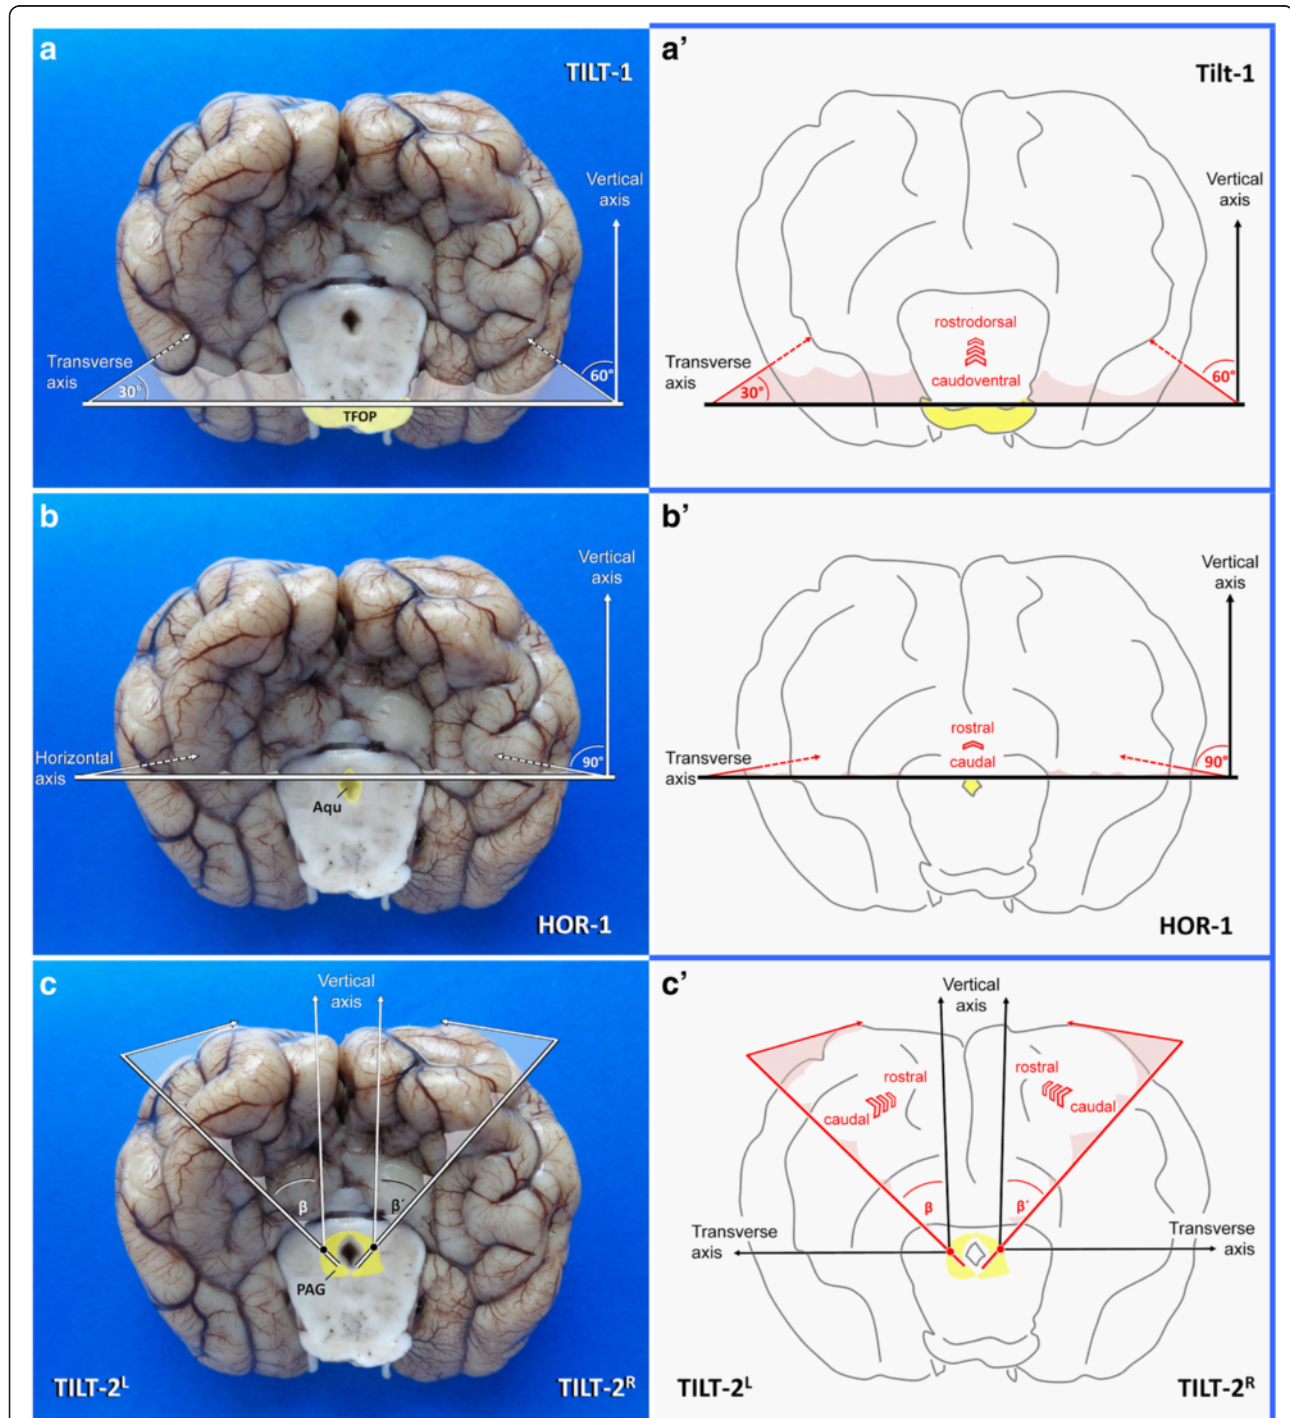 a
TILT-1
Vertical
axis
Transverse
axis
30°
60°
TFOP
a’
Tilt-1
Vertical
axis
rostrodorsal
Transverse
axis
30°
caudoventral
60°
b
Vertical
axis
Horizontal
axis
90°
Aqu
HOR-1
b’
Vertical
axis
rostral
Transverse
axis
caudal
90°
HOR-1
c
Vertical
axis
β
β´
PAG
TILT-2L
TILT-2R
c’
Vertical
axis
rostral
rostral
caudal
caudal
β
β´
Transverse
axis
Transverse
axis
TILT-2L
TILT-2R